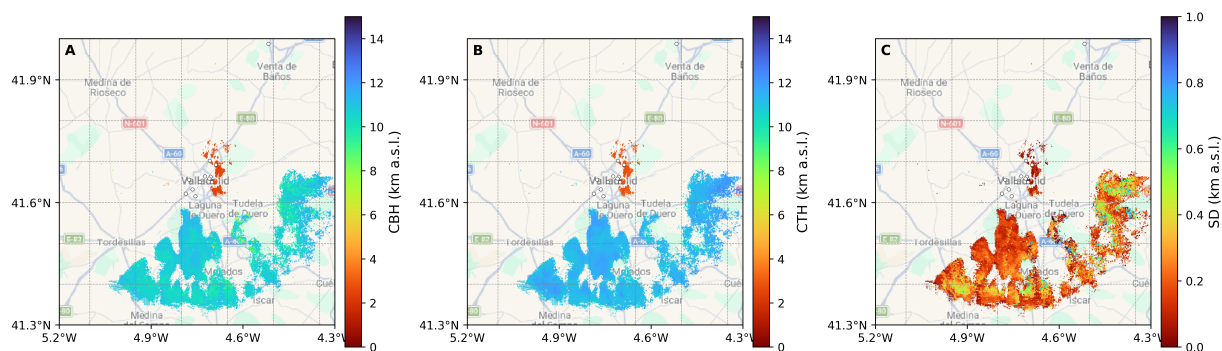 A
41.9°N
41.6°N
41.3°N
5.2°W
4.9°W
4.6°W
4.3°W
Medina de
Rioseco
Venta de
Baños
N-601
E-80
A-60
Valladolid
Laguna
de Duero
Tudela
de Duero
E-82
Tordesillas
Mojados
Iscar
Medina
14
12
10
8
6
4
2
0
CBH (km a.s.l.)
B
41.9°N
41.6°N
41.3°N
5.2°W
4.9°W
4.6°W
4.3°W
Medina de
Rioseco
Venta de
Baños
N-601
E-80
A-60
Valladolid
Laguna
de Duero
Tudela
de Duero
E-82
Tordesillas
Mojados
Iscar
Medina
14
12
10
8
6
4
2
0
CTH (km a.s.l.)
C
41.9°N
41.6°N
41.3°N
5.2°W
4.9°W
4.6°W
4.3°W
Medina de
Rioseco
Venta de
Baños
N-601
E-80
A-60
Valladolid
Laguna
de Duero
Tudela
de Duero
E-82
Tordesillas
Mojados
Iscar
Medina
1.0
0.8
0.6
0.4
0.2
0.0
SD (km a.s.l.)